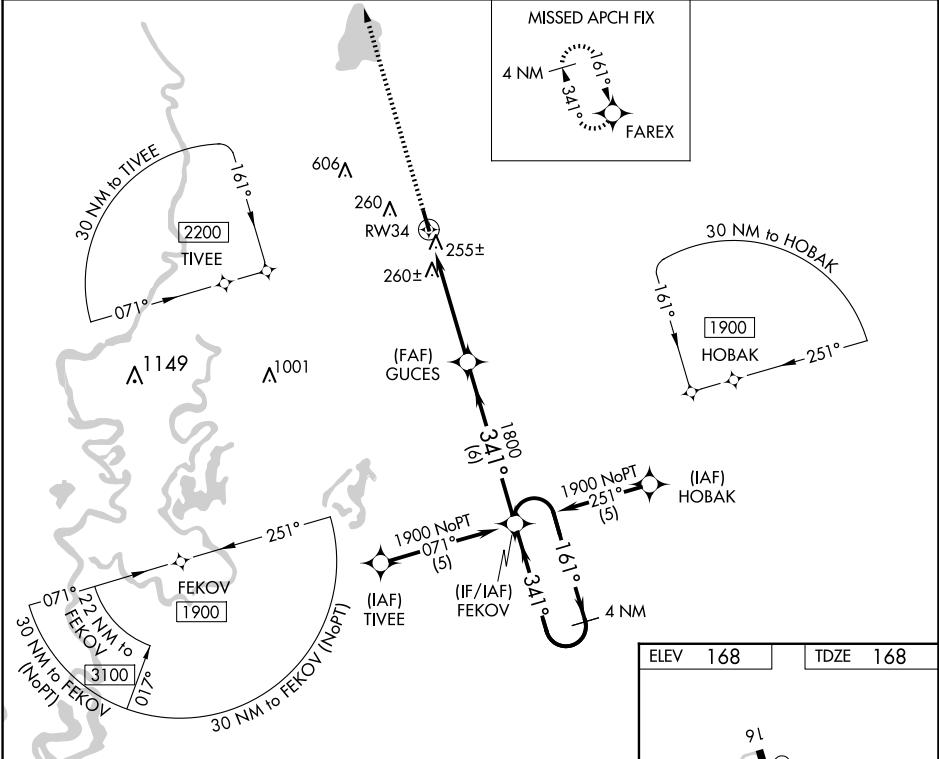 MISSED APCH FIX
4 NM
161°
341°
FAREX
606
260
RW34
255±
260±
30 NM to TIVEE
161°
2200
TIVEE
071°
30 NM to HOBAK
161°
1900
HOBAK
251°
1149
1001
(FAF)
GUCES
1800
341°
(6)
1900 NoPT
251°
(5)
(IAF)
HOBAK
1900 NoPT
071°
(5)
(IAF)
TIVEE
(IF/IAF)
FEKOV
341°
161°
4 NM
251°
FEKOV
1900
071°
22 NM to
FEKOV
3100
017°
30 NM to FEKOV
(NoPT)
30 NM to FEKOV (NoPT)
ELEV 168
TDZE 168
16